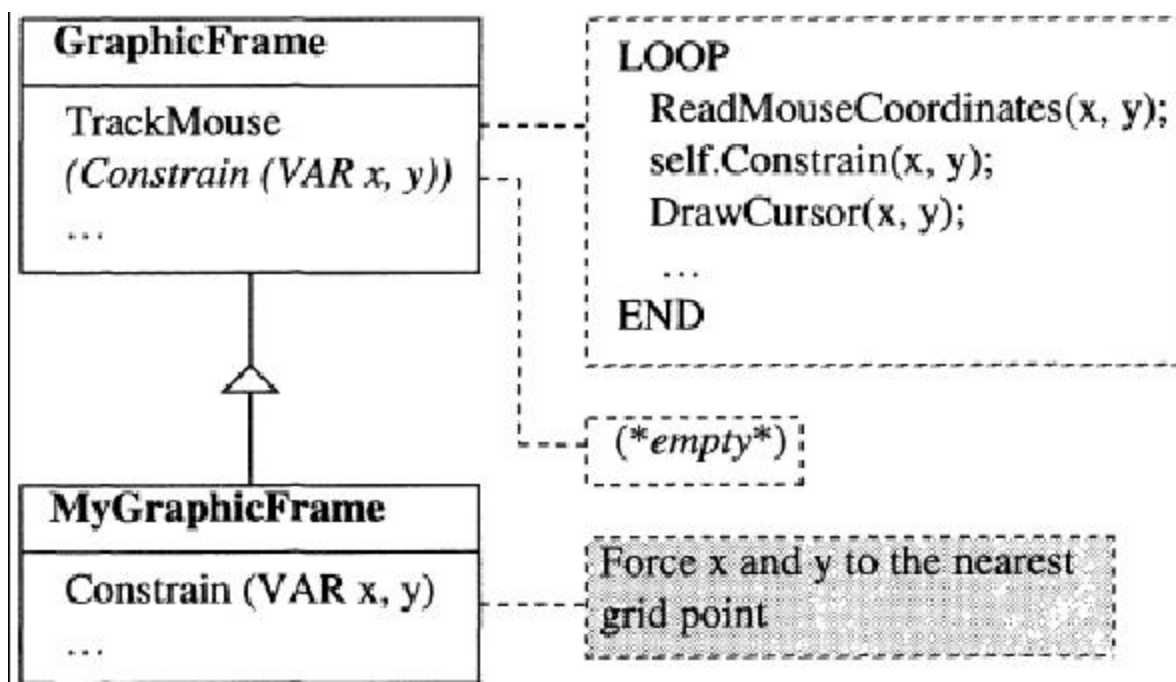 GraphicFrame
TrackMouse
(Constrain (VAR x, y))
...
LOOP
ReadMouseCoordinates(x, y);
self.Constrain(x, y);
DrawCursor(x, y);
...
END
(*empty*)
MyGraphicFrame
Constrain (VAR x, y)
...
Force x and y to the nearest
grid point